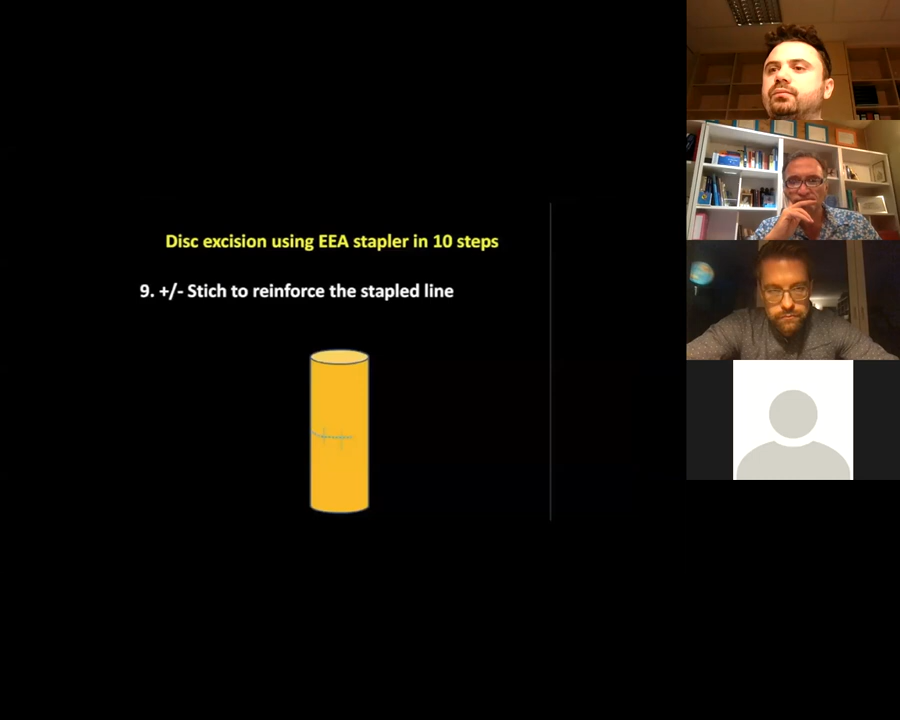 Disc excision using EEA stapler in 10 steps
9. +/- Stich to reinforce the stapled line